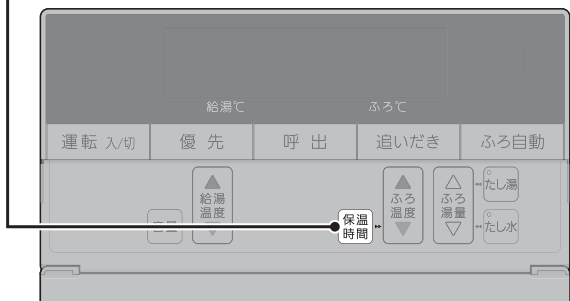 給湯℃ ふろ℃
運転 入/切 優先 呼出 追いだき ふろ自動
給湯温度
音量
保温時間
ふろ温度
ふろ湯量
たし湯
たし水